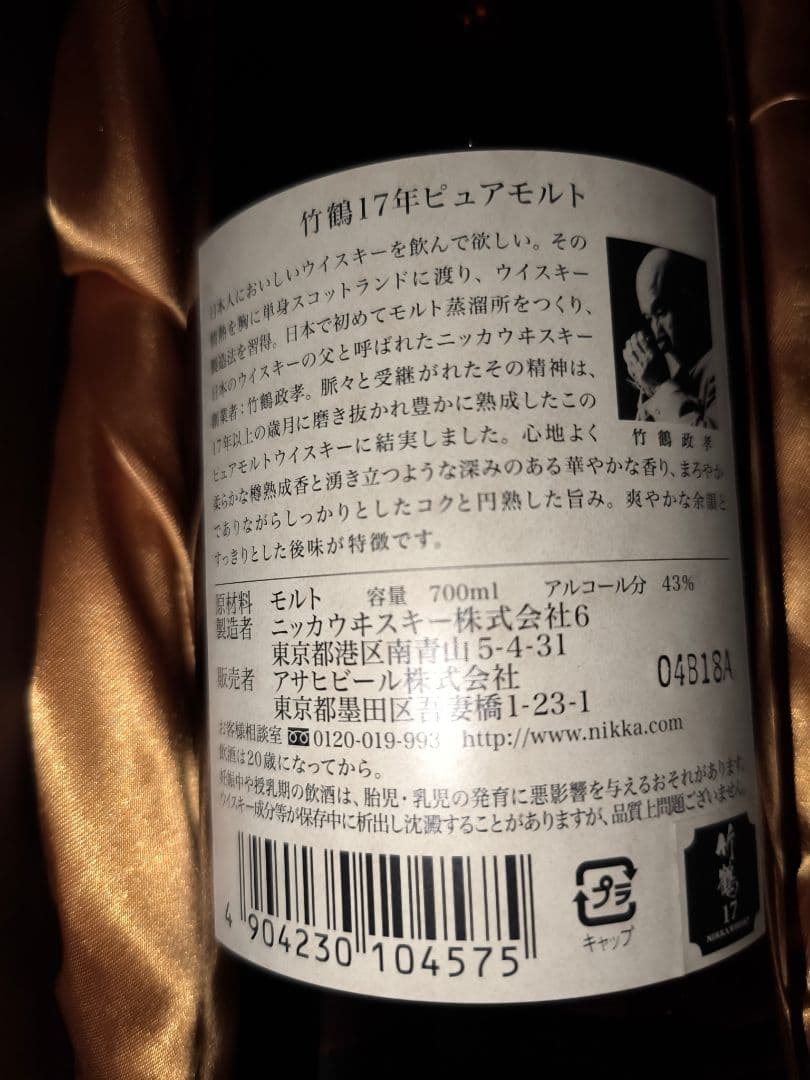 竹鶴17年ピュアモルト
日本人においしいウイスキーを飲んで欲しい。その
情熱を胸に単身スコットランドに渡り、ウイスキー
製造法を習得。日本で初めてモルト蒸溜所をつくり、
日本のウイスキーの父と呼ばれたニッカウヰスキー
創業者:竹鶴政孝。脈々と受継がれたその精神は、
17年以上の歳月に磨き抜かれ豊かに熟成したこの
ピュアモルトウイスキーに結実しました。心地よく
柔らかな樽熟成香と湧き立つような深みのある華やかな香り、まろやか
でありながらしっかりとしたコクと円熟した旨み。爽やかな余韻と
すっきりとした後味が特徴です。
竹鶴政孝
原材料 モルト 容量 700ml アルコール分 43%
製造者 ニッカウヰスキー株式会社6
東京都港区南青山5-4-31
販売者 アサヒビール株式会社
東京都墨田区吾妻橋1-23-1
04B18A
お客様相談室 0120-019-993 http://www.nikka.com
飲酒は20歳になってから。
妊娠中や授乳期の飲酒は、胎児・乳児の発育に悪影響を与えるおそれがあります。
ウイスキー成分等が保存中に析出し沈澱することがありますが、品質上問題ございません。
4 904230 104575
プラ
キャップ
竹鶴
17
NIKKA WHISKY